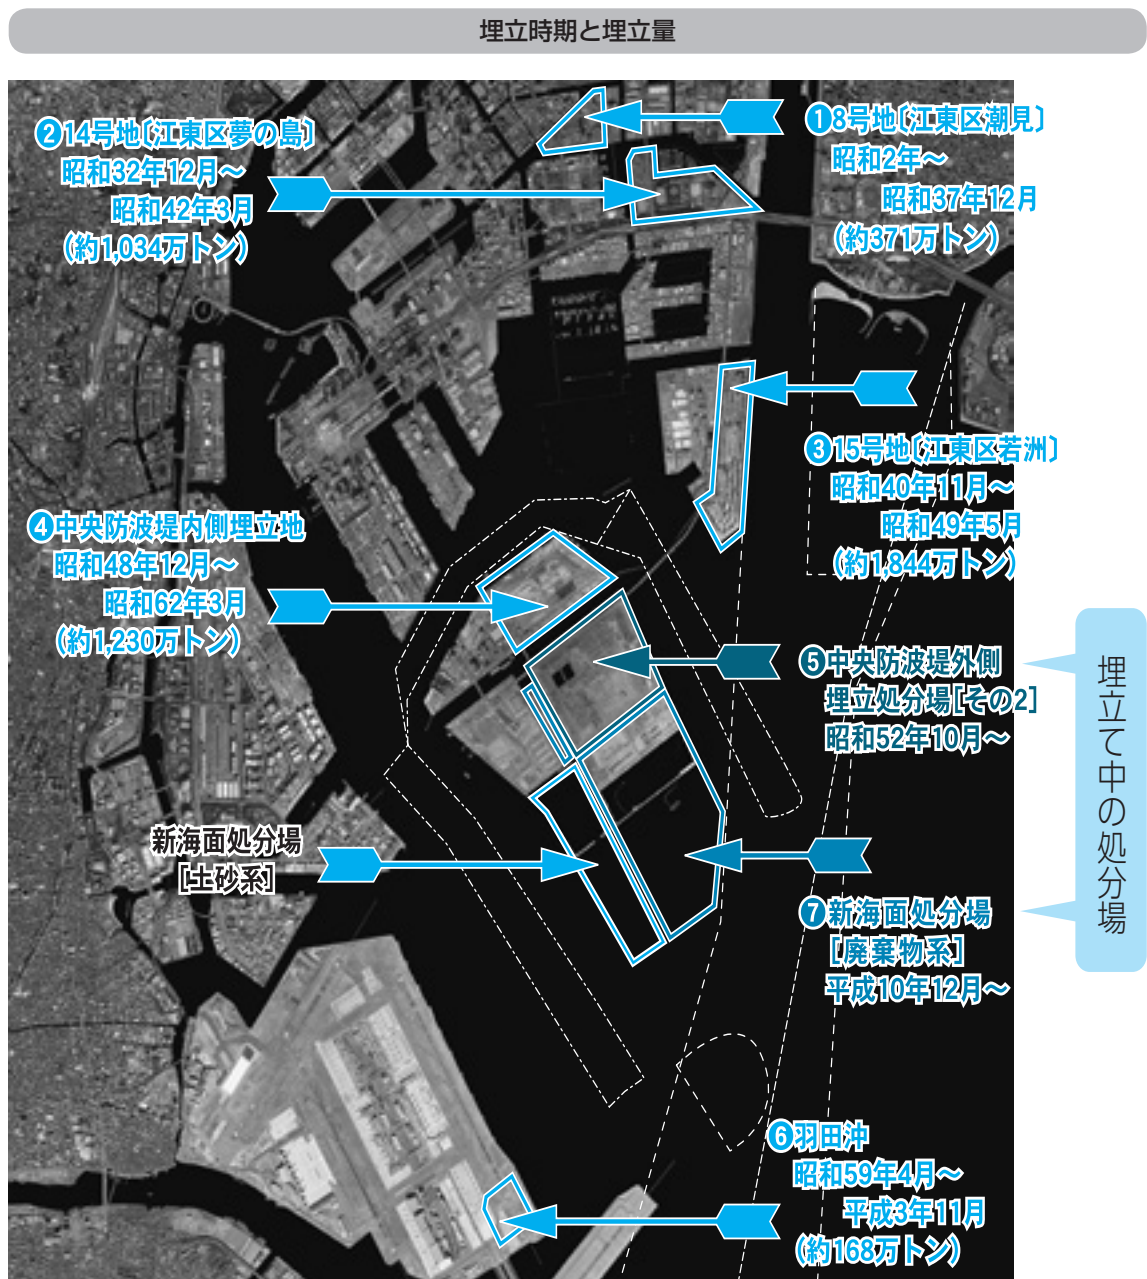 埋立時期と埋立量
❶8号地〔江東区潮見〕
昭和2年～
昭和37年12月
（約371万トン）
❷14号地〔江東区夢の島〕
昭和32年12月～
昭和42年3月
（約1,034万トン）
❸15号地〔江東区若洲〕
昭和40年11月～
昭和49年5月
（約1,844万トン）
❹中央防波堤内側埋立地
昭和48年12月～
昭和62年3月
（約1,230万トン）
❺中央防波堤外側
埋立処分場［その2］
昭和52年10月～
新海面処分場
［土砂系］
❼新海面処分場
［廃棄物系］
平成10年12月～
埋立て中の処分場
❻羽田沖
昭和59年4月～
平成3年11月
（約168万トン）